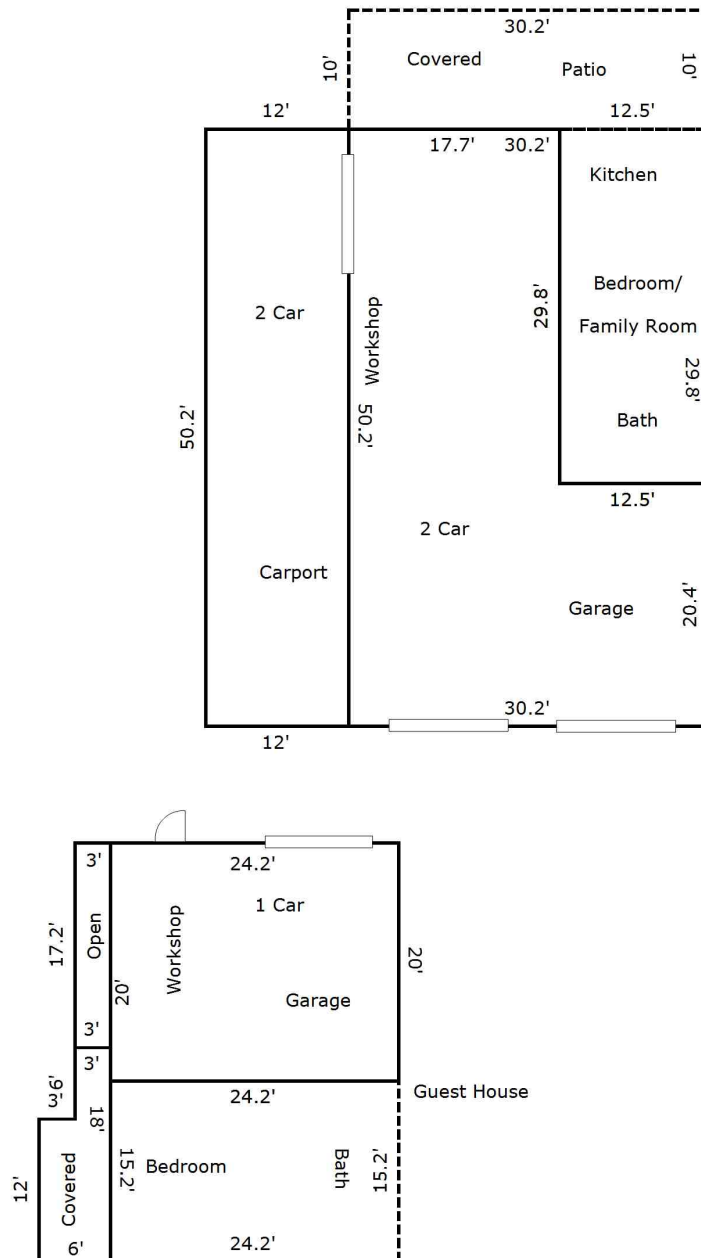 30.2'
10'
Covered
Patio
10'
12'
12.5'
17.7'
30.2'
Kitchen
2 Car
Workshop
29.8'
Bedroom/
Family Room
29.8'
50.2'
50.2'
Bath
12.5'
2 Car
Carport
Garage
20.4'
30.2'
12'
3'
24.2'
17.2'
Open
Workshop
1 Car
20'
20'
Garage
3'
3'
24.2'
Guest House
6'
3'
18'
15.2'
Bedroom
Bath
15.2'
12'
Covered
6'
24.2'